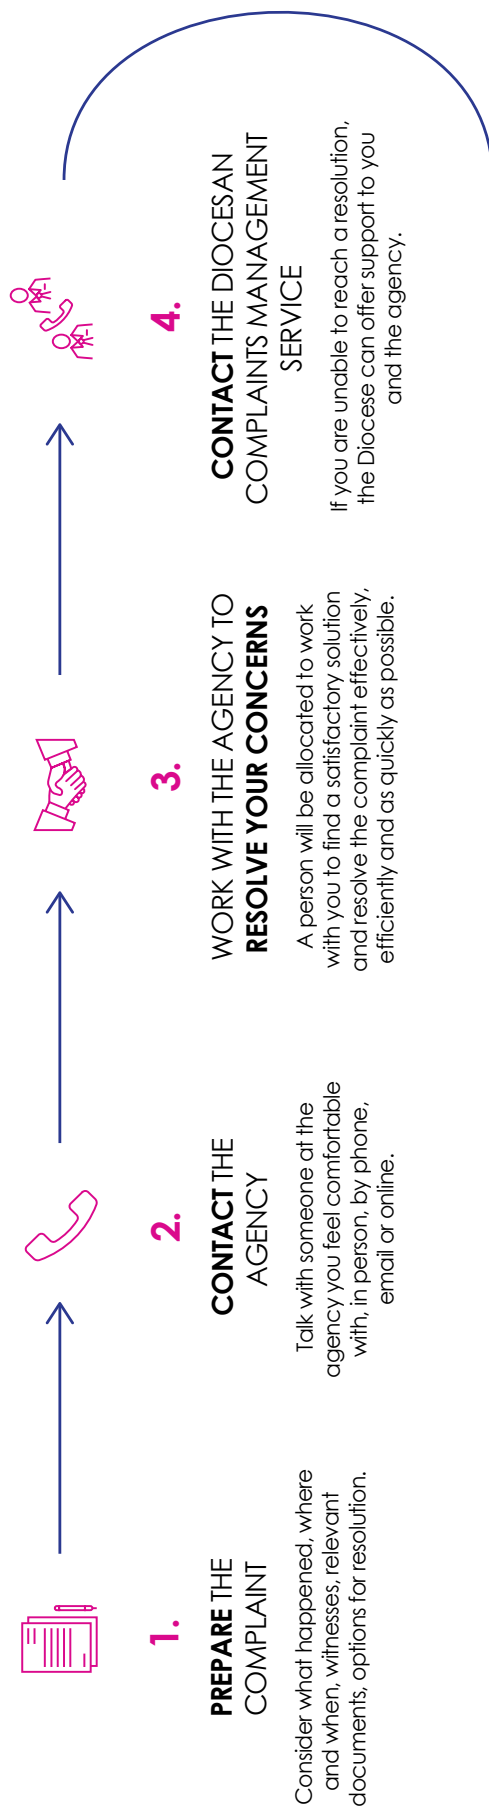 1.
PREPARE THE
COMPLAINT
Consider what happened, where
and when, witnesses, relevant
documents, options for resolution.
2.
CONTACT THE
AGENCY
Talk with someone at the
agency you feel comfortable
with, in person, by phone,
email or online.
3.
WORK WITH THE AGENCY TO
RESOLVE YOUR CONCERNS
A person will be allocated to work
with you to find a satisfactory solution
and resolve the complaint effectively,
efficiently and as quickly as possible.
4.
CONTACT THE DIOCESAN
COMPLAINTS MANAGEMENT
SERVICE
If you are unable to reach a resolution,
the Diocese can offer support to you
and the agency.